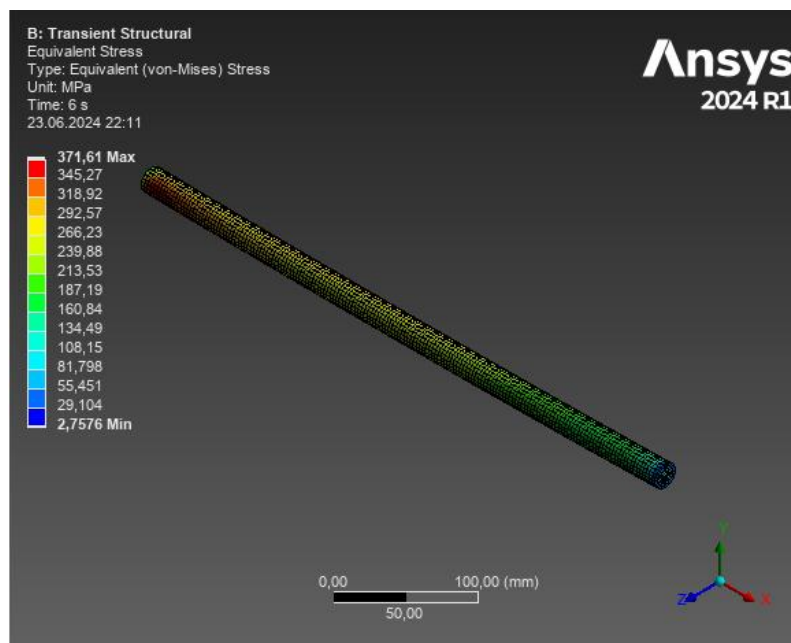 B: Transient Structural
Equivalent Stress
Type: Equivalent (von-Mises) Stress
Unit: MPa
Time: 6 s
23.06.2024 22:11
Ansys
2024 R1
371,61 Max
345,27
318,92
292,57
266,23
239,88
213,53
187,19
160,84
134,49
108,15
81,798
55,451
29,104
2,7576 Min
0,00
100,00 (mm)
50,00
Y
Z
X